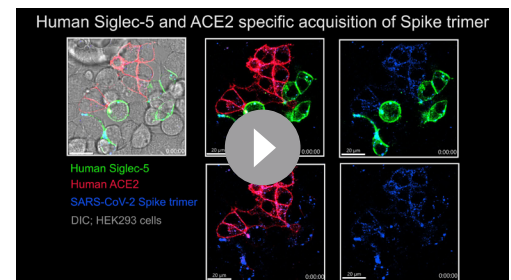 Human Siglec-5 and ACE2 specific acquisition of Spike trimer
0:00:00
20 µm
0:00:00
20 µm
0:00:00
Human Siglec-5
Human ACE2
SARS-CoV-2 Spike trimer
DIC; HEK293 cells
20 µm
0:00:00
20 µm
0:00:00